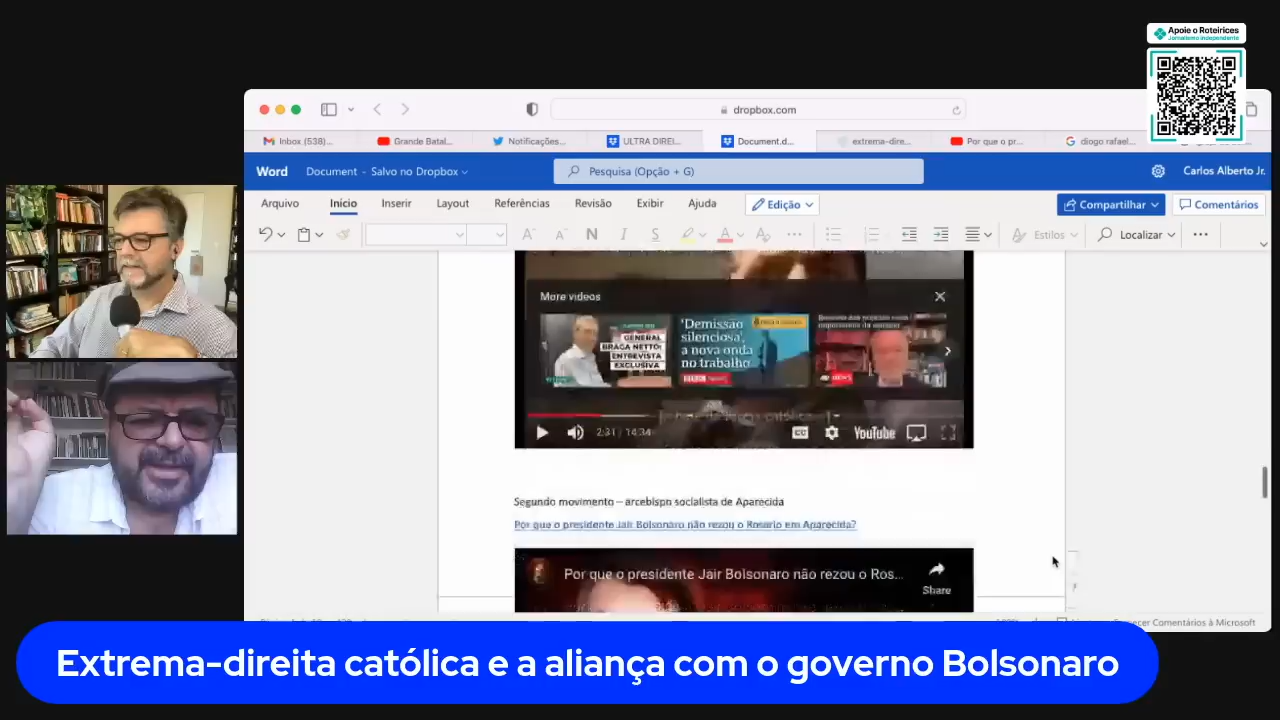 Apoie o Roteirices
Jornalismo Independente
dropbox.com
Inbox (538)...
Grande Batal...
Notificações...
ULTRA DIREI...
Document.d...
extrema-dire...
Por que o pr...
diogo rafael...
Word
Document - Salvo no Dropbox
Pesquisa (Opção + G)
Carlos Alberto Jr.
Arquivo
Início
Inserir
Layout
Referências
Revisão
Exibir
Ajuda
Edição
Compartilhar
Comentários
N I S A
Estilos
Localizar
More videos
GENERAL
BRAGA NETTO:
ENTREVISTA
EXCLUSIVA
'Demissão
silenciosa',
a nova onda
no trabalho
2:31 / 14:34
CC
YouTube
Segundo movimento – arcebispo socialista de Aparecida
Por que o presidente Jair Bolsonaro não rezou o Rosário em Aparecida?
Por que o presidente Jair Bolsonaro não rezou o Ros...
Share
Comentários à Microsoft
Extrema-direita católica e a aliança com o governo Bolsonaro